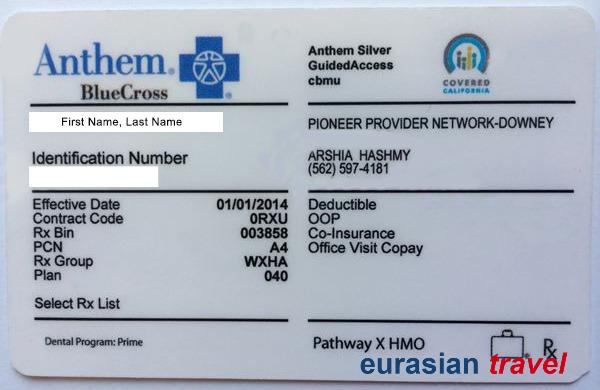 Anthem.
BlueCross
First Name, Last Name
Identification Number
Effective Date 01/01/2014
Contract Code 0RXU
Rx Bin 003858
PCN A4
Rx Group WXHA
Plan 040
Select Rx List
Dental Program: Prime
Anthem Silver
GuidedAccess
cbmu
COVERED
CALIFORNIA
PIONEER PROVIDER NETWORK-DOWNEY
ARSHIA HASHMY
(562) 597-4181
Deductible
OOP
Co-Insurance
Office Visit Copay
Pathway X HMO
Rx
eurasian travel